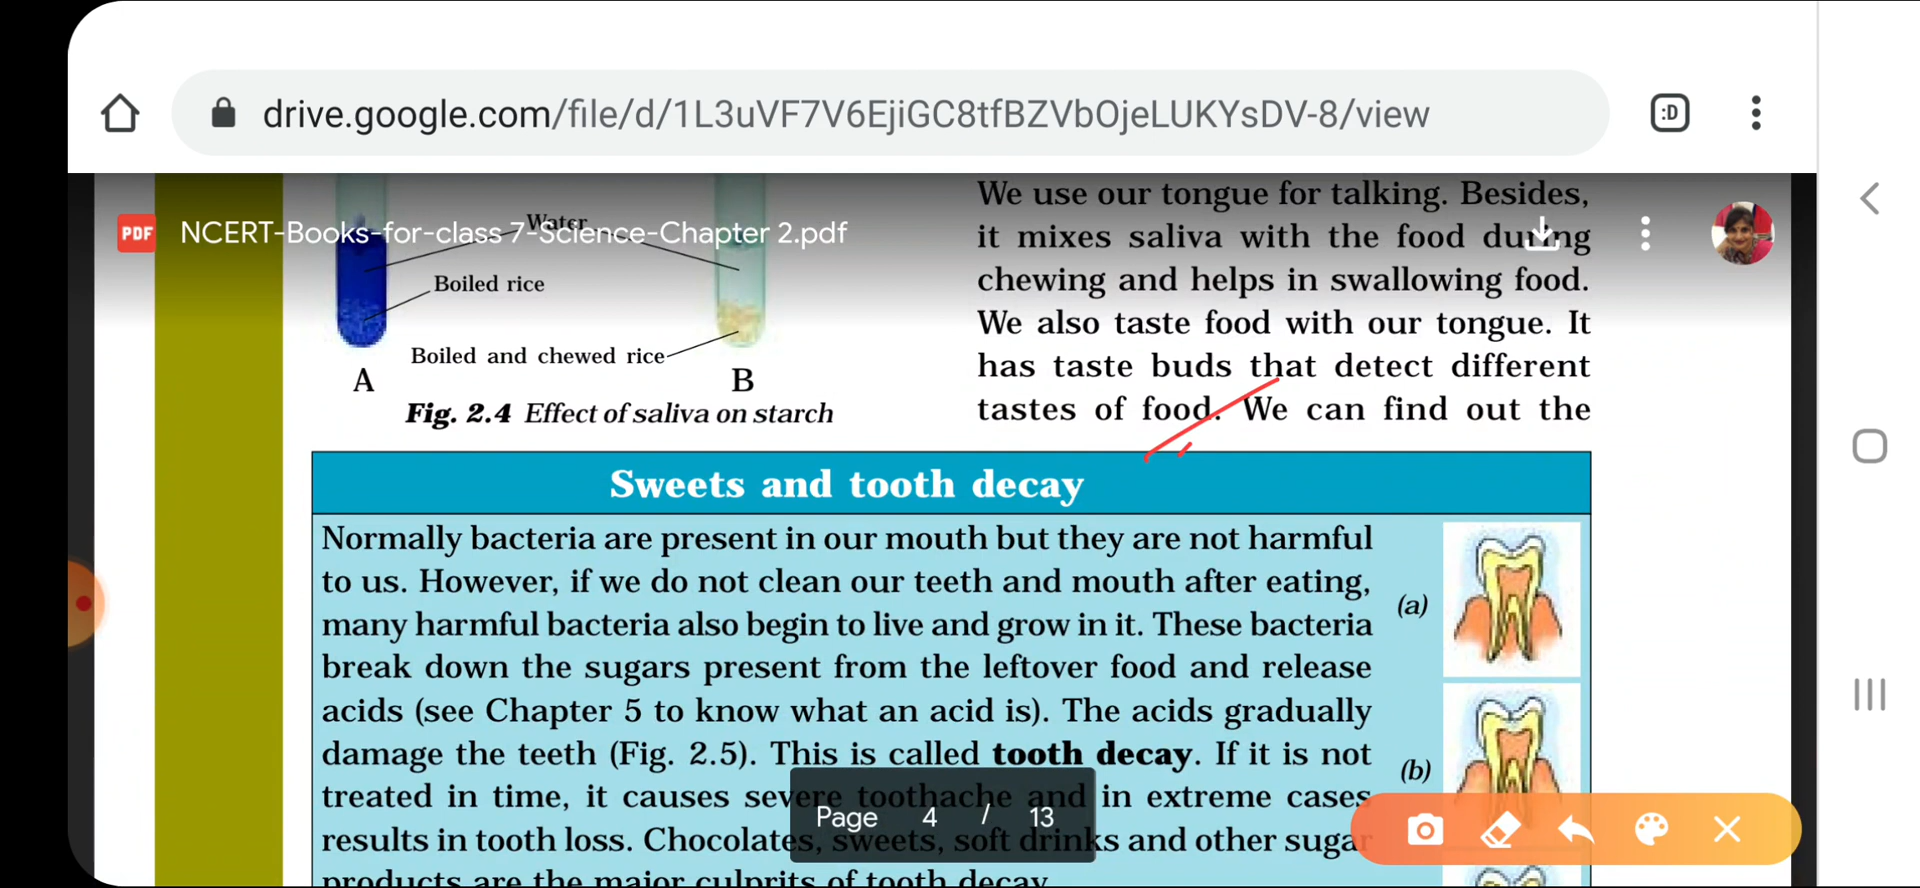 drive.google.com/file/d/1L3uVF7V6EjiGC8tfBZVbOjeLUKYsDV-8/view
:D
PDF
NCERT-Books-for-class 7-Science-Chapter 2.pdf
Water
Boiled rice
Boiled and chewed rice
A
B
Fig. 2.4 Effect of saliva on starch
We use our tongue for talking. Besides,
it mixes saliva with the food during
chewing and helps in swallowing food.
We also taste food with our tongue. It
has taste buds that detect different
tastes of food. We can find out the
Sweets and tooth decay
Normally bacteria are present in our mouth but they are not harmful
to us. However, if we do not clean our teeth and mouth after eating,
many harmful bacteria also begin to live and grow in it. These bacteria
break down the sugars present from the leftover food and release
acids (see Chapter 5 to know what an acid is). The acids gradually
damage the teeth (Fig. 2.5). This is called tooth decay. If it is not
treated in time, it causes severe toothache and in extreme cases
results in tooth loss. Chocolates, sweets, soft drinks and other sugar
products are the major culprits of tooth decay.
(a)
(b)
Page 4 / 13